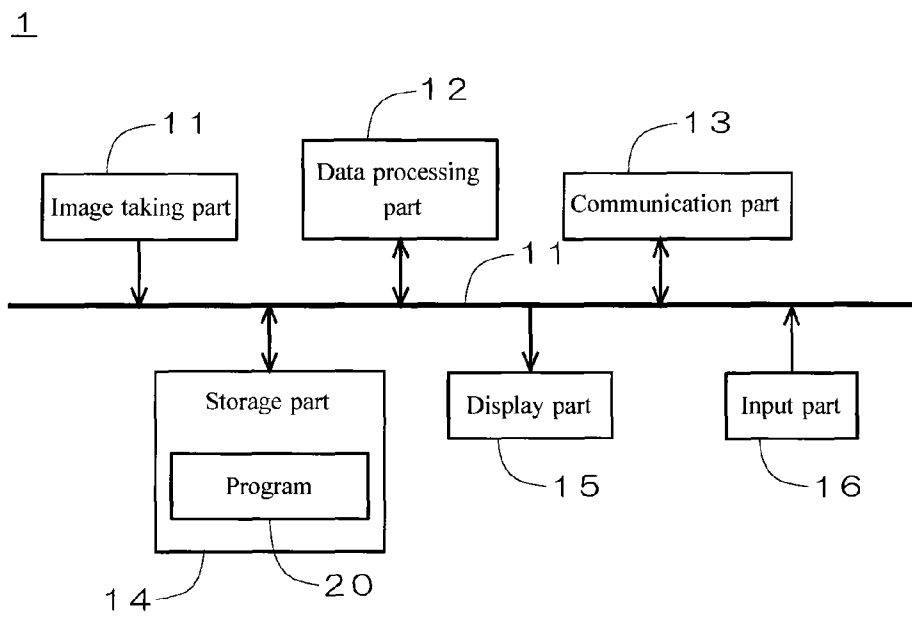 1
11
12
13
Image taking part
Data processing
part
Communication part
11
Storage part
Program
Display part
Input part
14
20
15
16